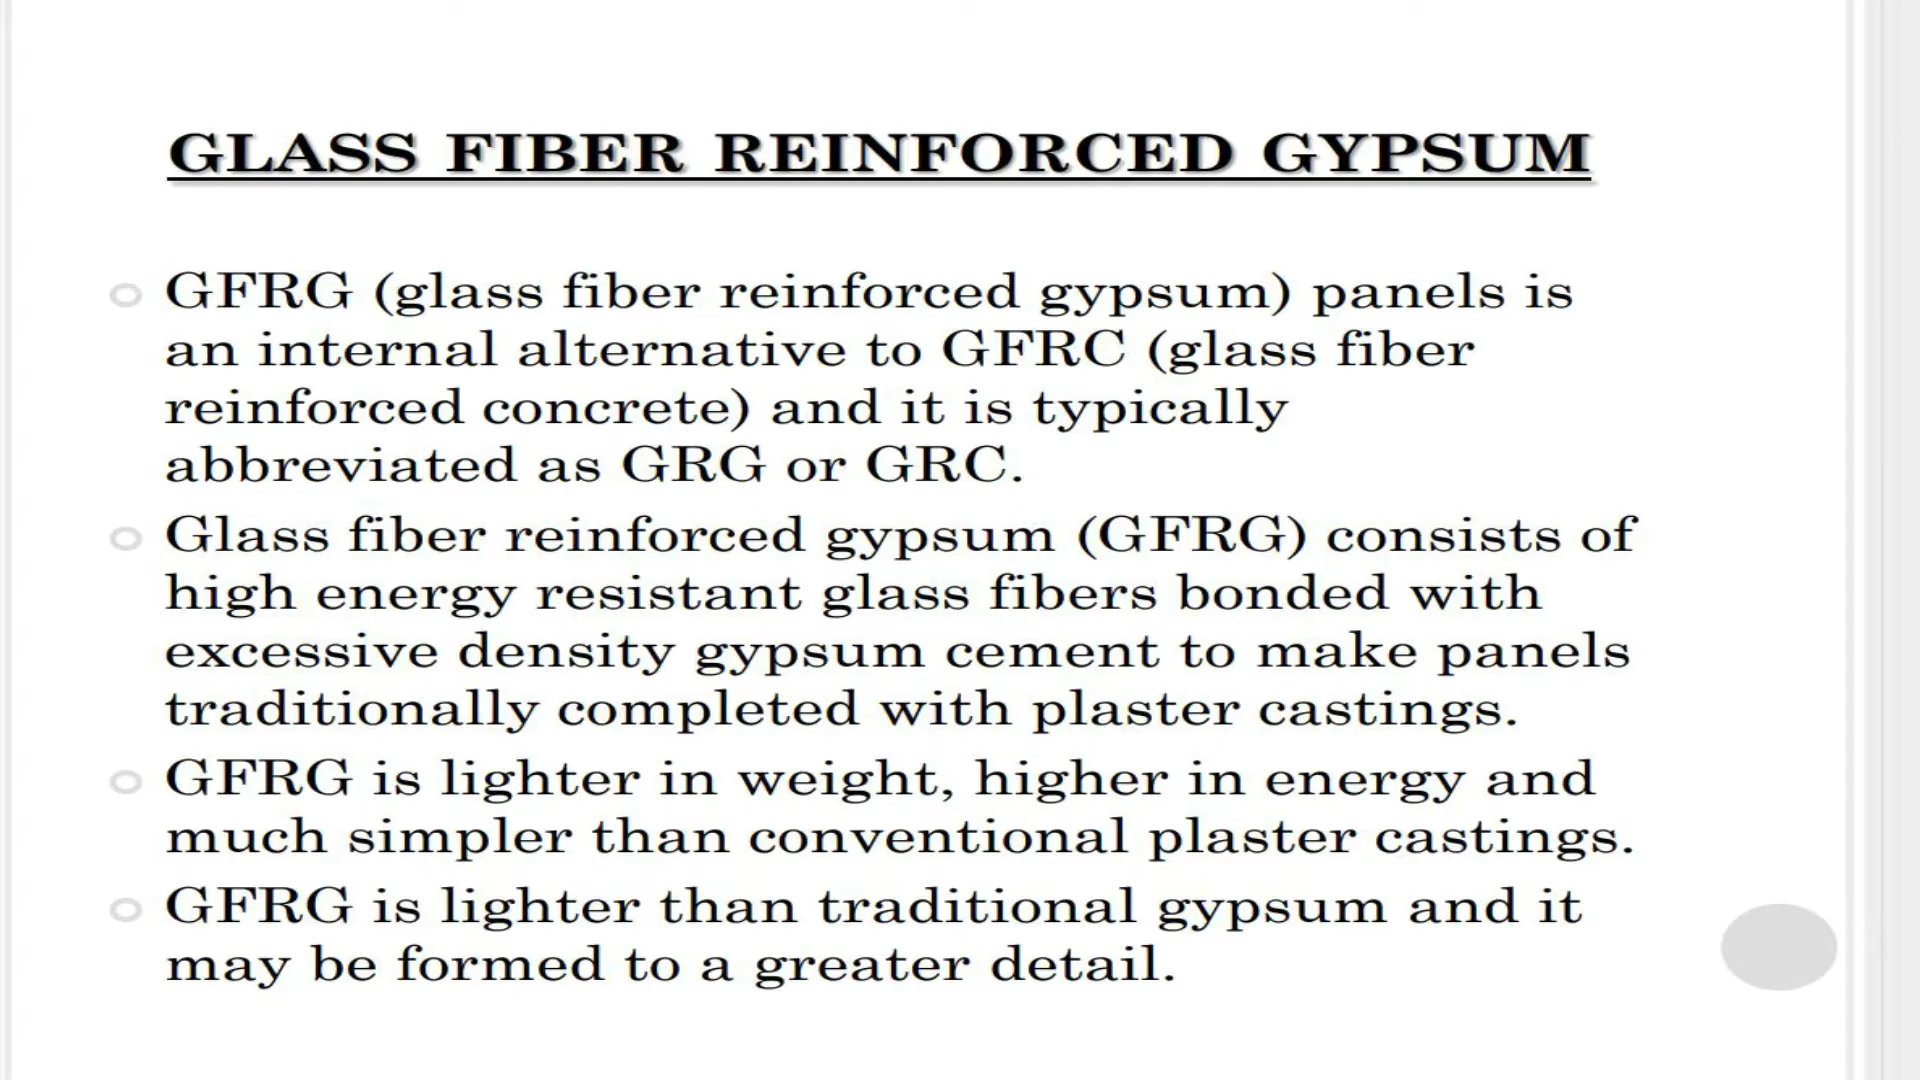 GLASS FIBER REINFORCED GYPSUM
GFRG (glass fiber reinforced gypsum) panels is
an internal alternative to GFRC (glass fiber
reinforced concrete) and it is typically
abbreviated as GRG or GRC.
Glass fiber reinforced gypsum (GFRG) consists of
high energy resistant glass fibers bonded with
excessive density gypsum cement to make panels
traditionally completed with plaster castings.
GFRG is lighter in weight, higher in energy and
much simpler than conventional plaster castings.
GFRG is lighter than traditional gypsum and it
may be formed to a greater detail.